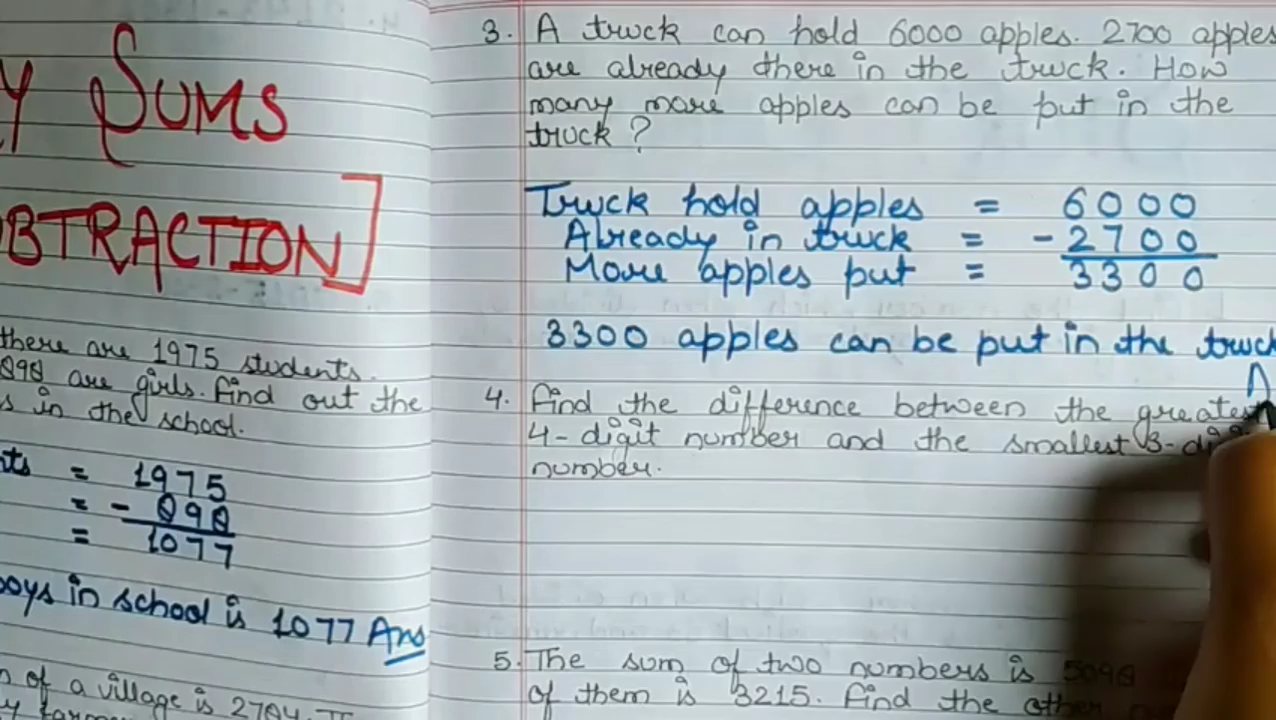 Y SUMS
BTRACTION]
there are 1975 students.
898 are girls. Find out the
s in the school.
nts = 1975
= - 898
= 1077
boys in school is 1077 Ans
n of a village is 2784.
3. A truck can hold 6000 apples. 2700 apples
are already there in the truck. How
many more apples can be put in the
truck?
Truck hold apples = 6000
Already in truck = - 2700
More apples put = 3300
3300 apples can be put in the truck
4. Find the difference between the greatest
4-digit number and the smallest 3-di
number.
5. The sum of two numbers is 5098
of them is 3215. Find the other